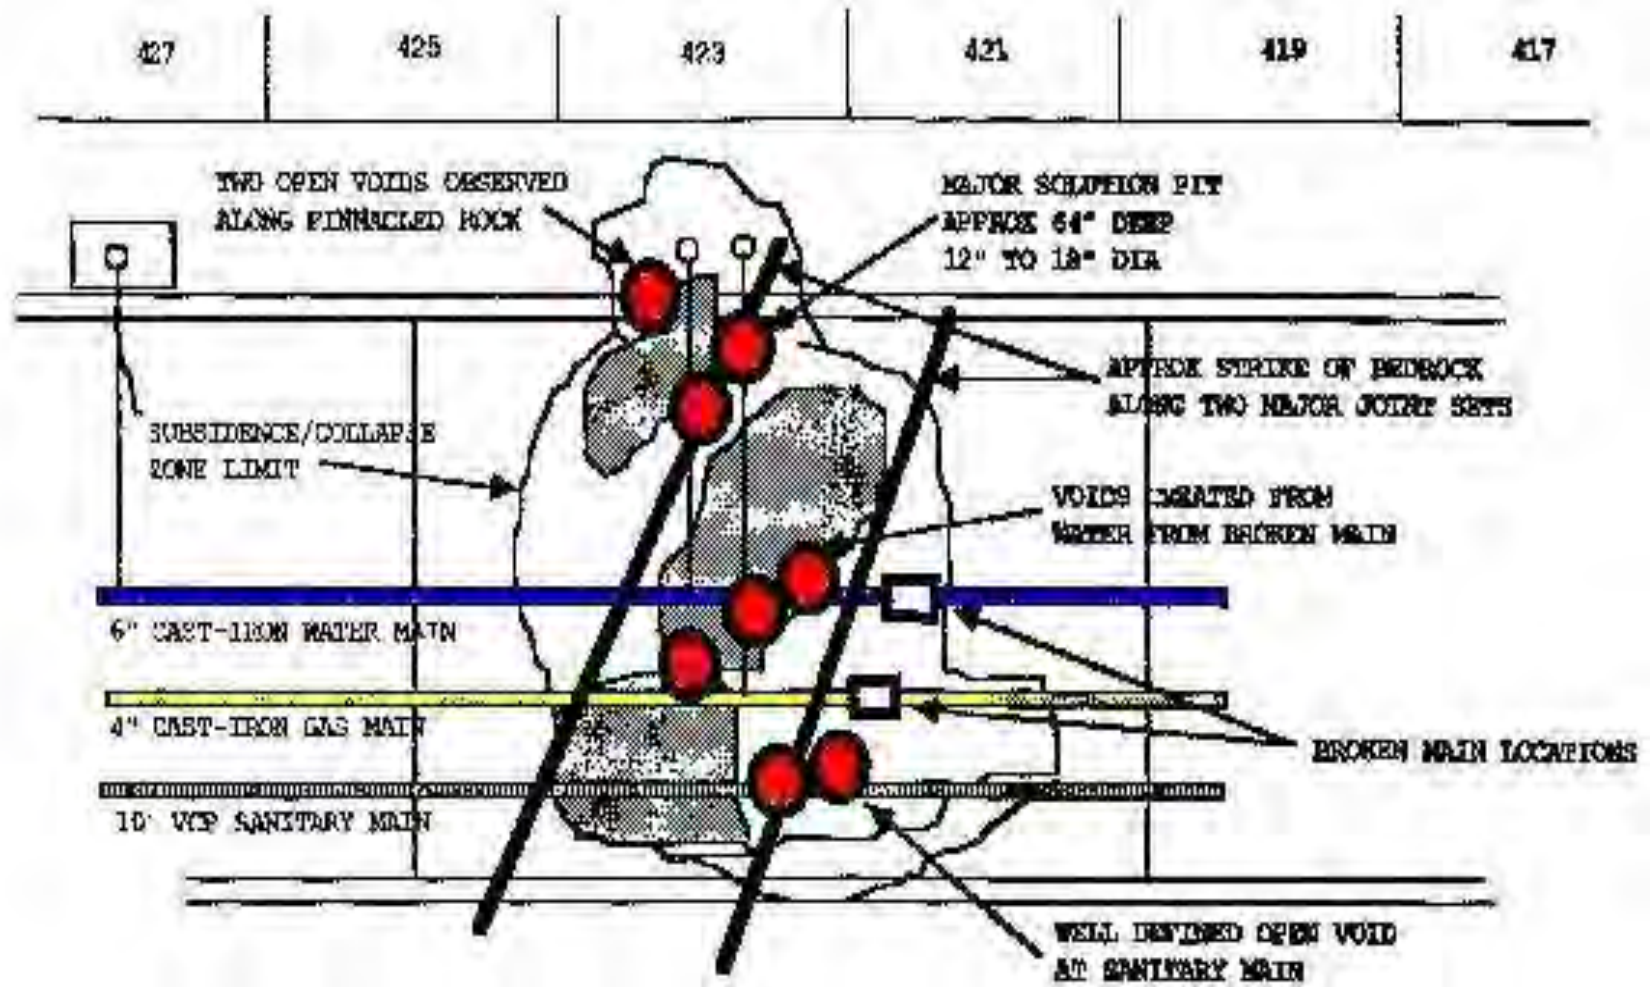 427 425 423 421 419 417
TWO OPEN VOIDS OBSERVED
ALONG PINNACLED ROCK
MAJOR SOLUTION PIT
APPROX 64" DEEP
12" TO 18" DIA
APPROX STRIKE OF BEDROCK
ALONG TWO MAJOR JOINT SETS
SUBSIDENCE/COLLAPSE
ZONE LIMIT
VOIDS CREATED FROM
WATER FROM BROKEN MAIN
6" CAST-IRON WATER MAIN
4" CAST-IRON GAS MAIN
BROKEN MAIN LOCATIONS
10" VCP SANITARY MAIN
WELL DEFINED OPEN VOID
AT SANITARY MAIN